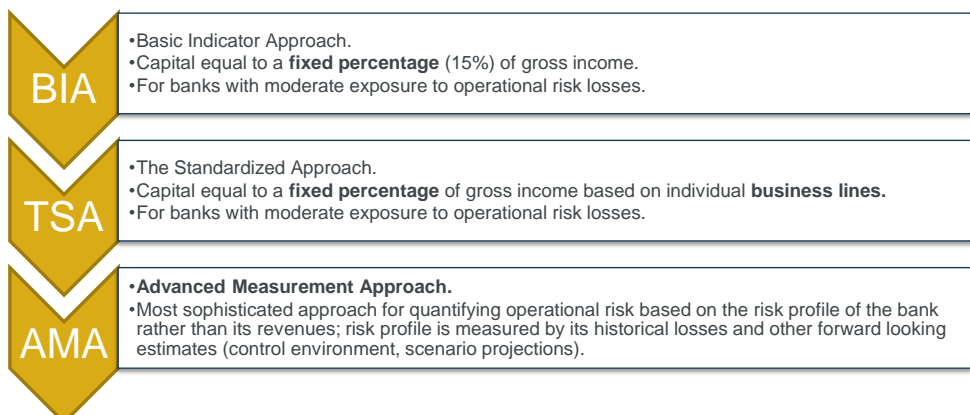 BIA
•Basic Indicator Approach.
•Capital equal to a fixed percentage (15%) of gross income.
•For banks with moderate exposure to operational risk losses.
TSA
•The Standardized Approach.
•Capital equal to a fixed percentage of gross income based on individual business lines.
•For banks with moderate exposure to operational risk losses.
AMA
•Advanced Measurement Approach.
•Most sophisticated approach for quantifying operational risk based on the risk profile of the bank
rather than its revenues; risk profile is measured by its historical losses and other forward looking
estimates (control environment, scenario projections).